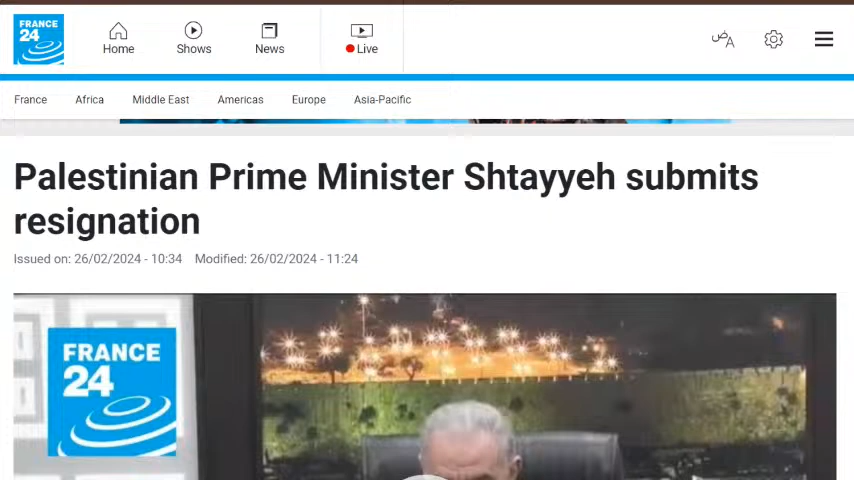 FRANCE
24
Home
Shows
News
Live
ض A
France
Africa
Middle East
Americas
Europe
Asia-Pacific
Palestinian Prime Minister Shtayyeh submits
resignation
Issued on: 26/02/2024 - 10:34 Modified: 26/02/2024 - 11:24
FRANCE
24